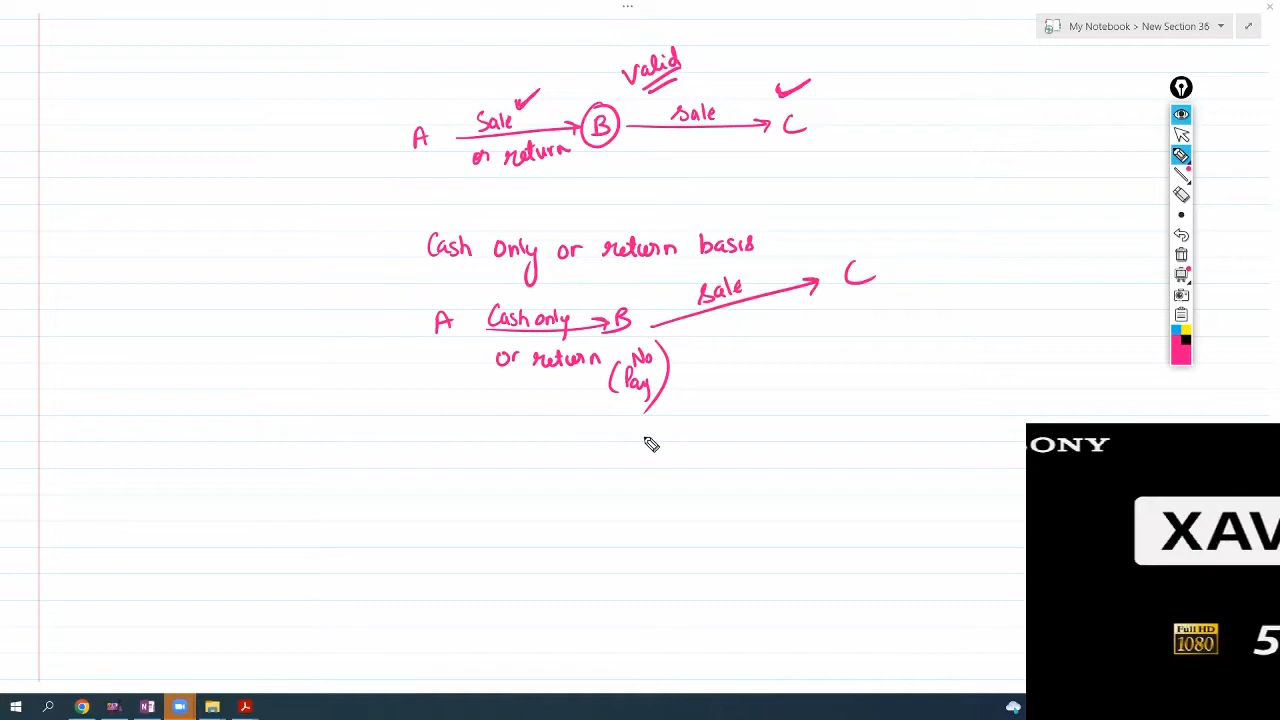 My Notebook > New Section 36
valid
A Sale B sale C
or return
Cash only or return basis
A Cash only B sale C
or return (No Pay)
ONY
XAV
Full HD
1080
5